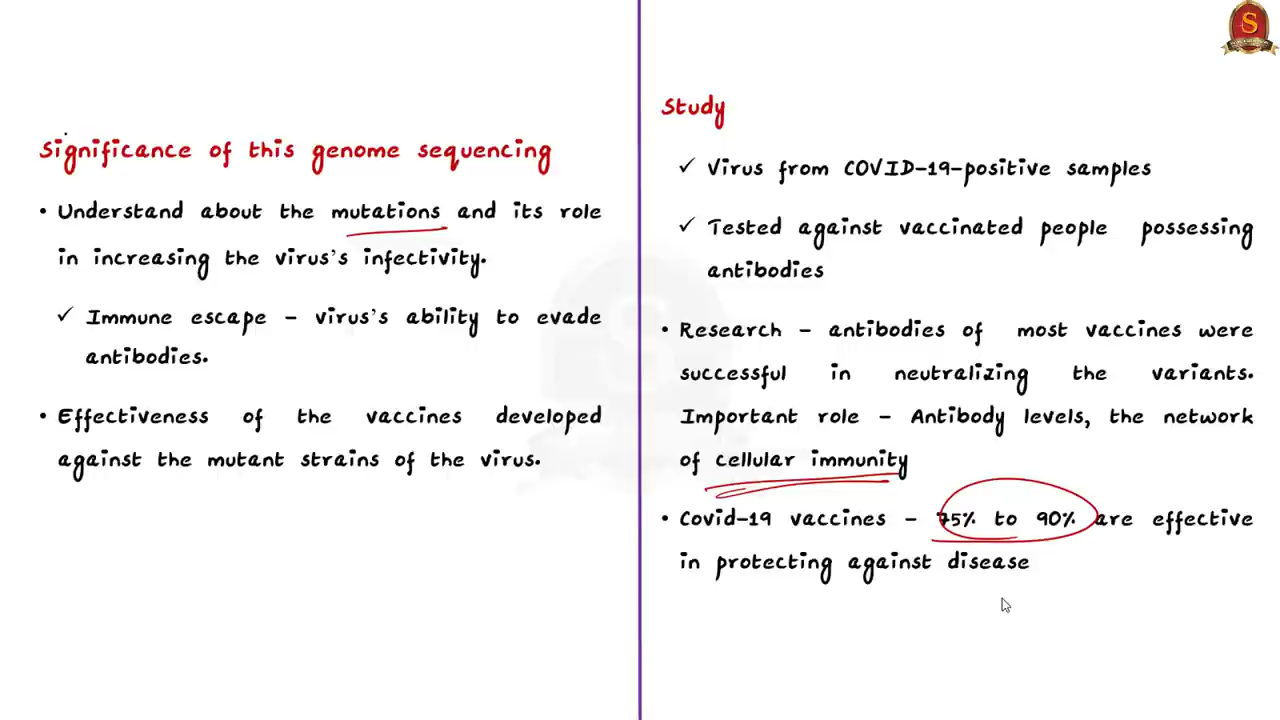 Significance of this genome sequencing
• Understand about the mutations and its role
in increasing the virus's infectivity.
✓ Immune escape – virus's ability to evade
antibodies.
• Effectiveness of the vaccines developed
against the mutant strains of the virus.
S
Study
✓ Virus from COVID-19-positive samples
✓ Tested against vaccinated people possessing
antibodies
• Research – antibodies of most vaccines were
successful in neutralizing the variants.
Important role – Antibody levels, the network
of cellular immunity
• Covid-19 vaccines – 75% to 90% are effective
in protecting against disease